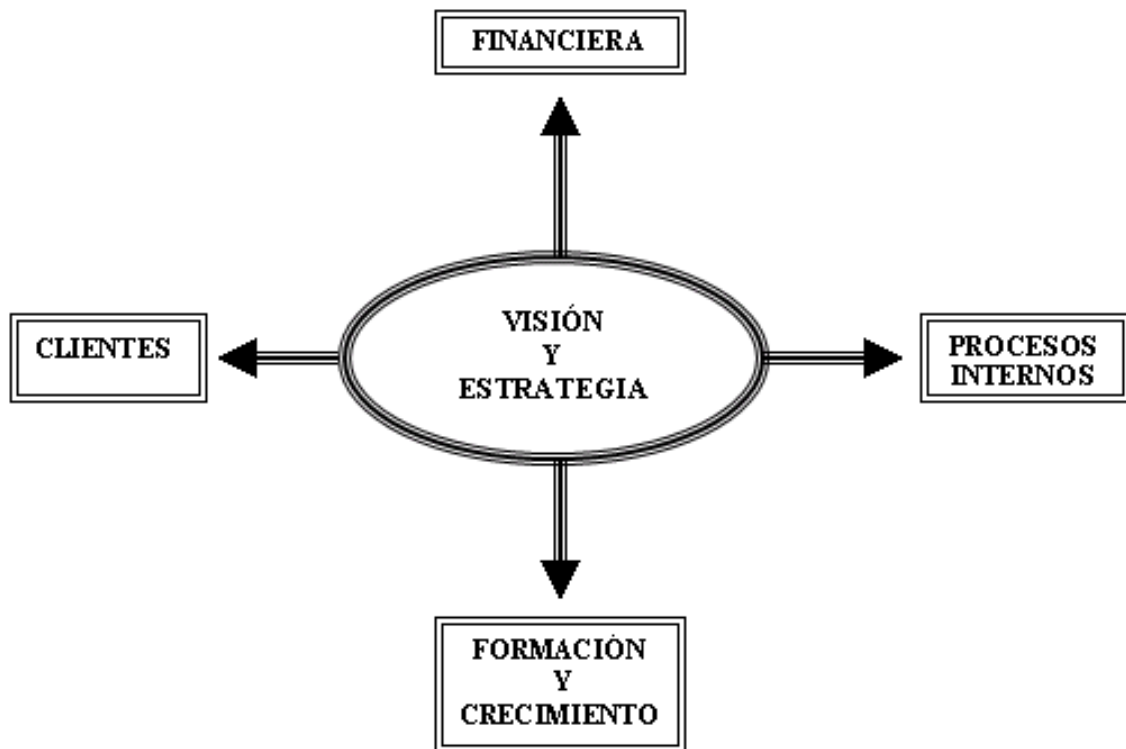 FINANCIERA
VISIÓN
Y
ESTRATEGIA
CLIENTES
PROCESOS
INTERNOS
FORMACIÓN
Y
CRECIMIENTO